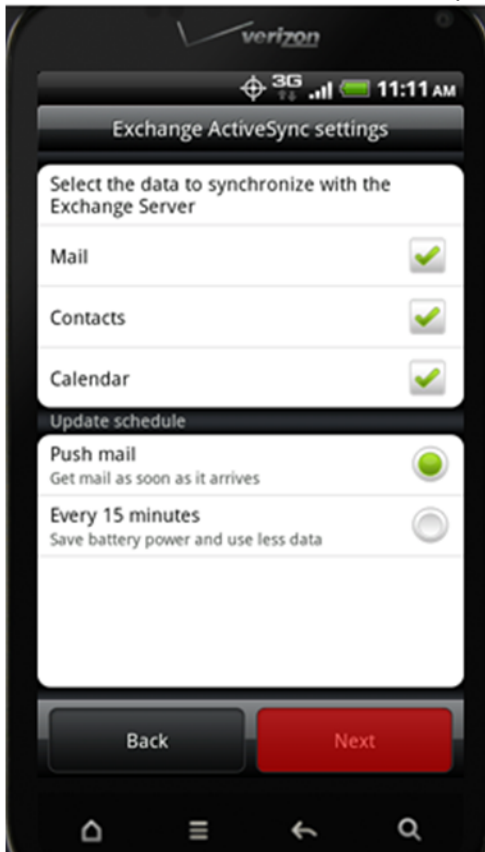 verizon
3G 11:11 AM
Exchange ActiveSync settings
Select the data to synchronize with the
Exchange Server
Mail
Contacts
Calendar
Update schedule
Push mail
Get mail as soon as it arrives
Every 15 minutes
Save battery power and use less data
Back Next